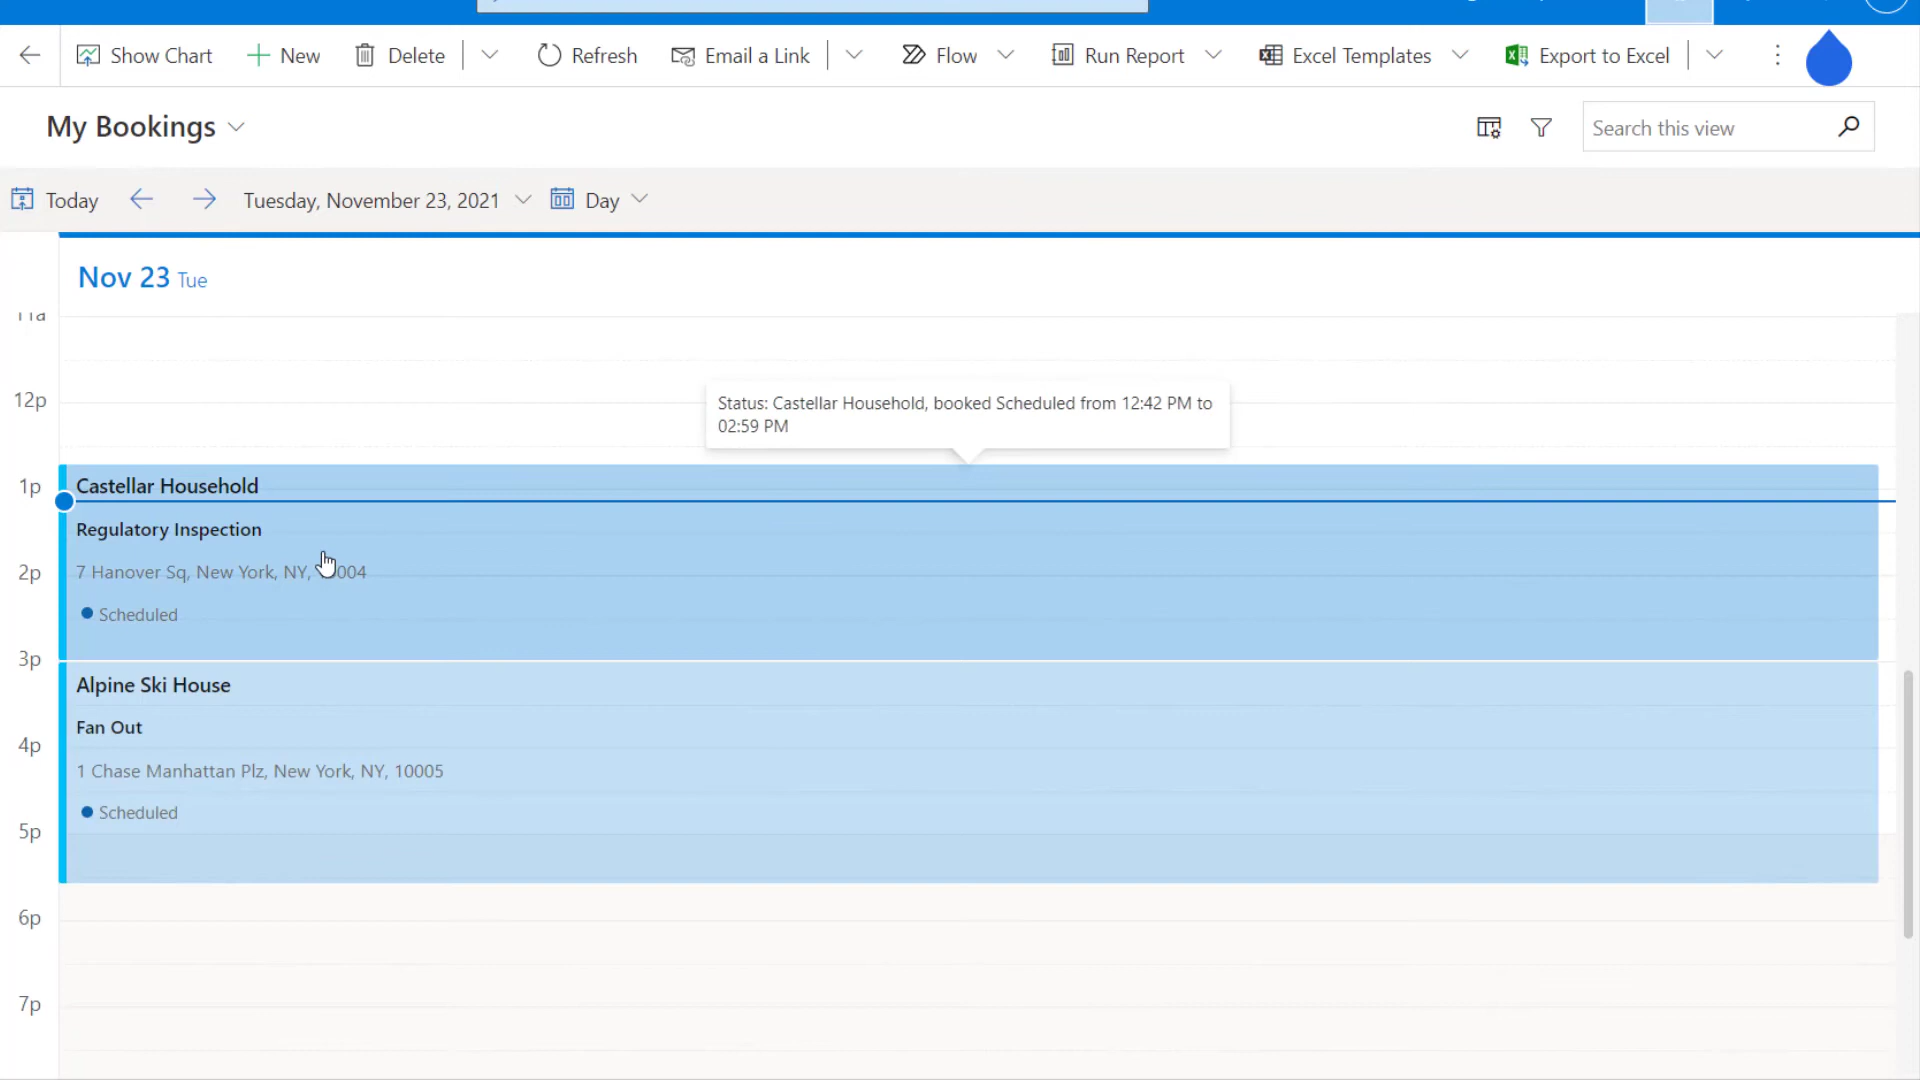 Show Chart New Delete Refresh Email a Link Flow Run Report Excel Templates Export to Excel
My Bookings
Search this view
Today Tuesday, November 23, 2021 Day
Nov 23 Tue
11a
12p
Status: Castellar Household, booked Scheduled from 12:42 PM to
02:59 PM
1p
Castellar Household
Regulatory Inspection
2p
7 Hanover Sq, New York, NY, 004
Scheduled
3p
Alpine Ski House
Fan Out
4p
1 Chase Manhattan Plz, New York, NY, 10005
Scheduled
5p
6p
7p